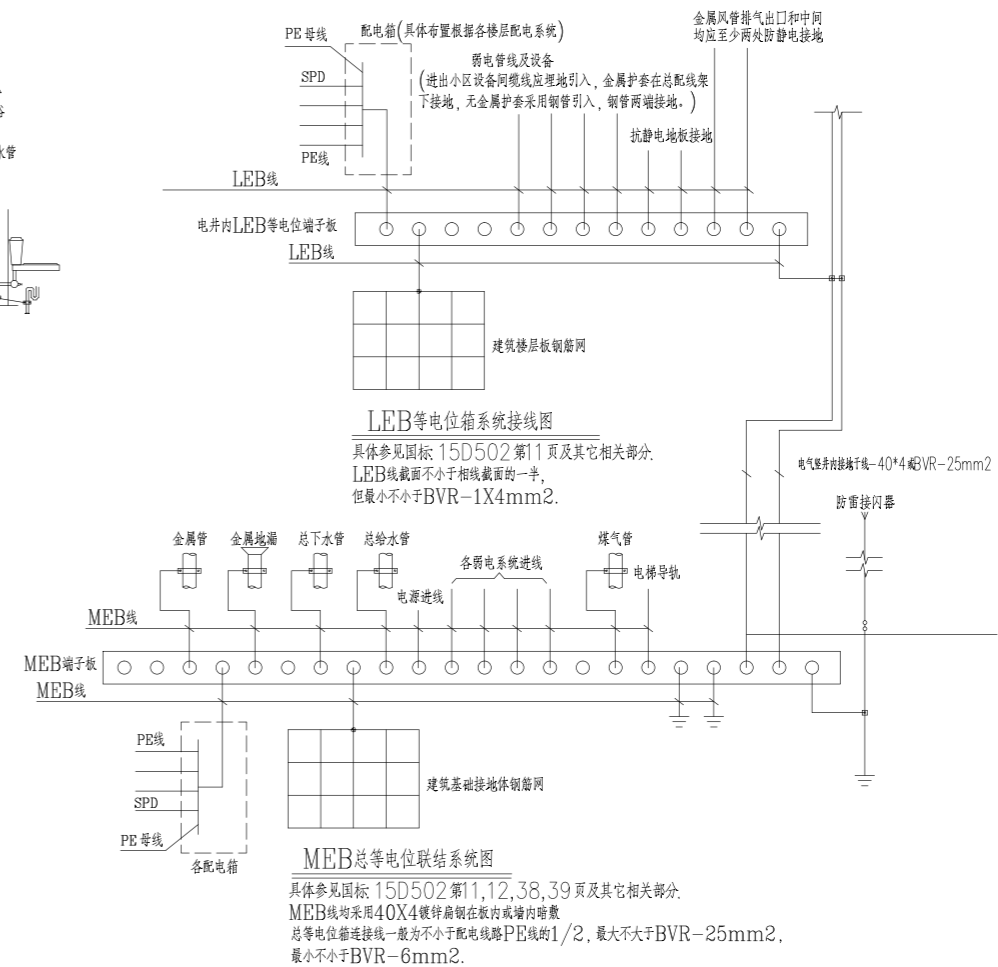 PE母线
配电箱(具体布置根据各楼层配电系统)
金属风管排气出口和中间
均应至少两处防静电接地
弱电管线及设备
SPD
(进出小区设备间缆线应埋地引入,金属护套在总配线架
下接地,无金属护套采用钢管引入,钢管两端接地。)
抗静电地板接地
水管
PE线
LEB线
电井内LEB等电位端子板
LEB线
建筑楼层板钢筋网
LEB等电位箱系统接线图
具体参见国标 15D502 第11 页及其它相关部分.
LEB线截面不小于相线截面的一半,
但最小不小于BVR-1X4mm2.
电气竖井内接地干线-40*4或BVR-25mm2
防雷接闪器
金属管
金属地漏
总下水管
总给水管
煤气管
各弱电系统进线
电梯导轨
电源进线
MEB线
MEB端子板
MEB线
PE线
SPD
PE母线
各配电箱
建筑基础接地体钢筋网
MEB总等电位联结系统图
具体参见国标 15D502 第11,12,38,39 页及其它相关部分.
MEB线均采用40X4镀锌扁钢在板内或墙内暗敷
总等电位箱连接线一般为不小于配电线路PE线的1/2, 最大不大于BVR-25mm2,
最小不小于BVR-6mm2.